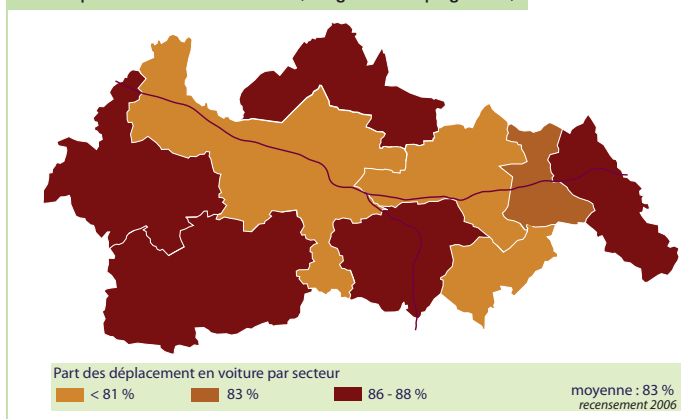 Part des déplacement en voiture par secteur
< 81 %
83 %
86 - 88 %
moyenne : 83 %
recensement 2006